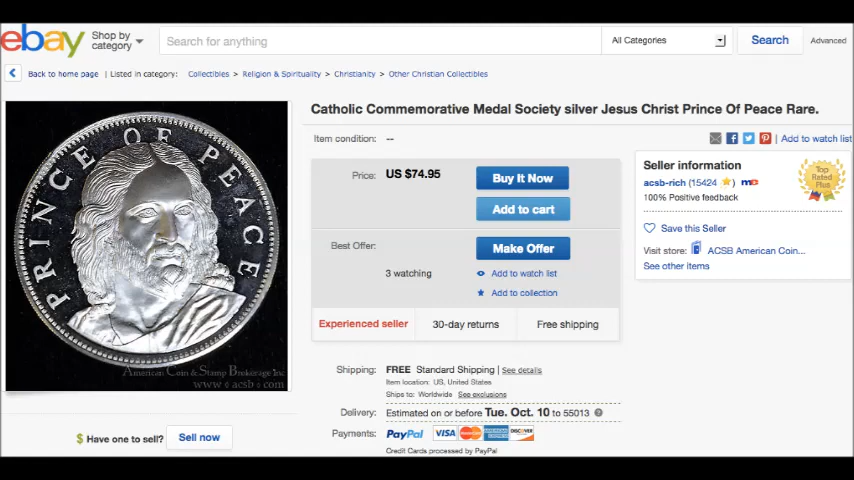 ebay
Shop by category
Search for anything
All Categories
Search
Advanced
Back to home page | Listed in category: Collectibles > Religion & Spirituality > Christianity > Other Christian Collectibles
PRINCE OF PEACE
American Coin & Stamp Brokerage Inc
www.acsb.com
$ Have one to sell? Sell now
Catholic Commemorative Medal Society silver Jesus Christ Prince Of Peace Rare.
Item condition: --
| Add to watch list
Price: US $74.95
Buy It Now
Add to cart
Best Offer:
Make Offer
3 watching
Add to watch list
Add to collection
Experienced seller
30-day returns
Free shipping
Shipping: FREE Standard Shipping | See details
Item location: US, United States
Ships to: Worldwide See exclusions
Delivery: Estimated on or before Tue. Oct. 10 to 55013
Payments: PayPal VISA DISCOVER
Credit Cards processed by PayPal
Seller information
acsb-rich (15424 ) me
100% Positive feedback
Top Rated Plus
Save this Seller
Visit store: ACSB American Coin...
See other items